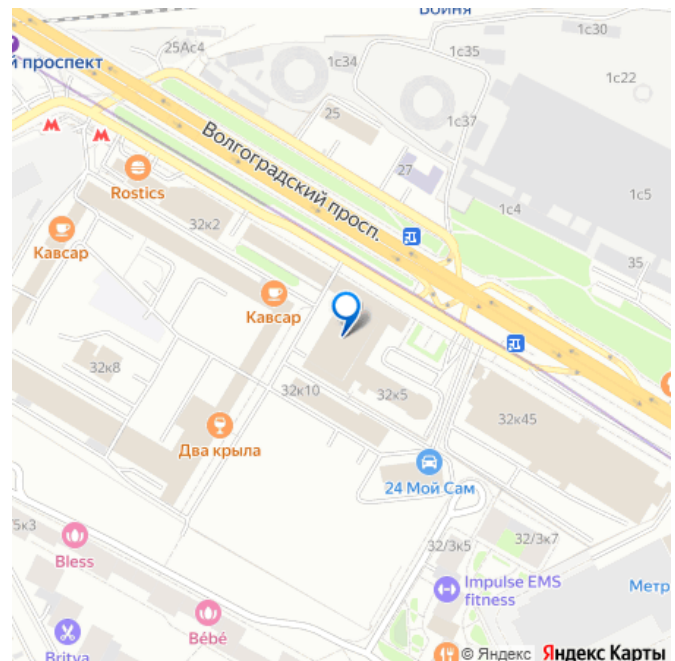 Бойня
25Ас4
1с34
1с35
1с30
1с22
й проспект
25
1с37
27
Волгоградский просп.
Rostics
32к2
1с4
1с5
Кавсар
35
Кавсар
32к8
32к10
32к5
32к45
Два крыла
24 Мой Сам
5к3
32/3к5
32/3к7
Bless
Impulse EMS
fitness
Метр
Bébé
Britva
© Яндекс Яндекс Карты